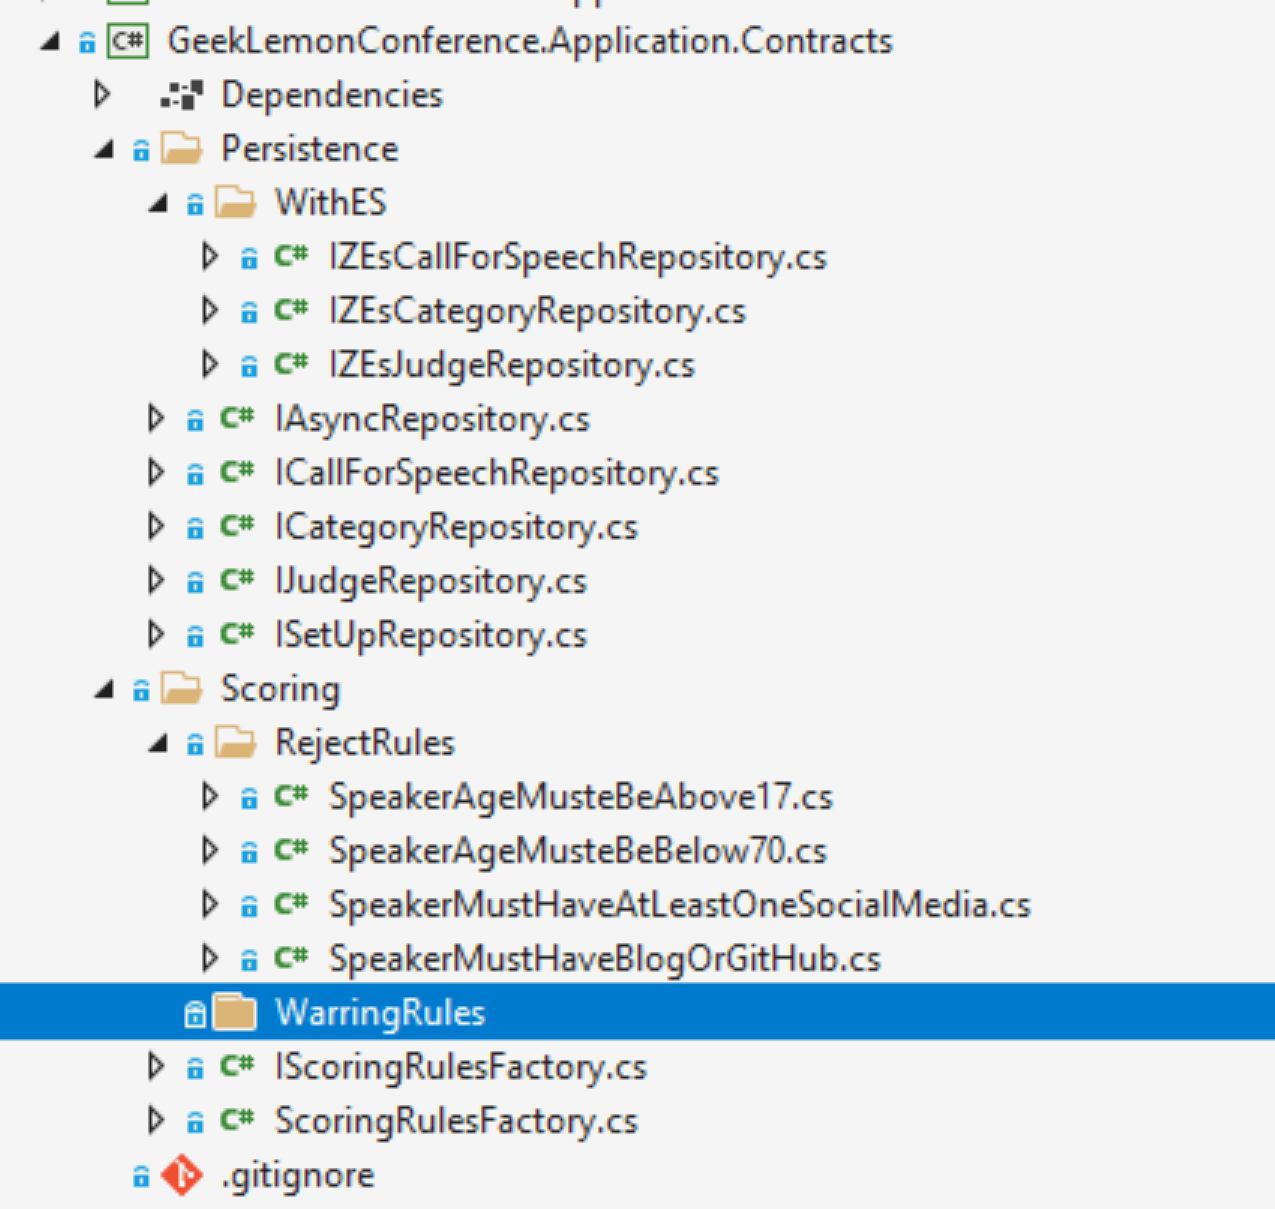 C# GeekLemonConference.Application.Contracts
Dependencies
Persistence
WithES
C# IZEsCallForSpeechRepository.cs
C# IZEsCategoryRepository.cs
C# IZEsJudgeRepository.cs
C# IAsyncRepository.cs
C# ICallForSpeechRepository.cs
C# ICategoryRepository.cs
C# IJudgeRepository.cs
C# ISetUpRepository.cs
Scoring
RejectRules
C# SpeakerAgeMusteBeAbove17.cs
C# SpeakerAgeMusteBeBelow70.cs
C# SpeakerMustHaveAtLeastOneSocialMedia.cs
C# SpeakerMustHaveBlogOrGitHub.cs
WarringRules
C# IScoringRulesFactory.cs
C# ScoringRulesFactory.cs
.gitignore